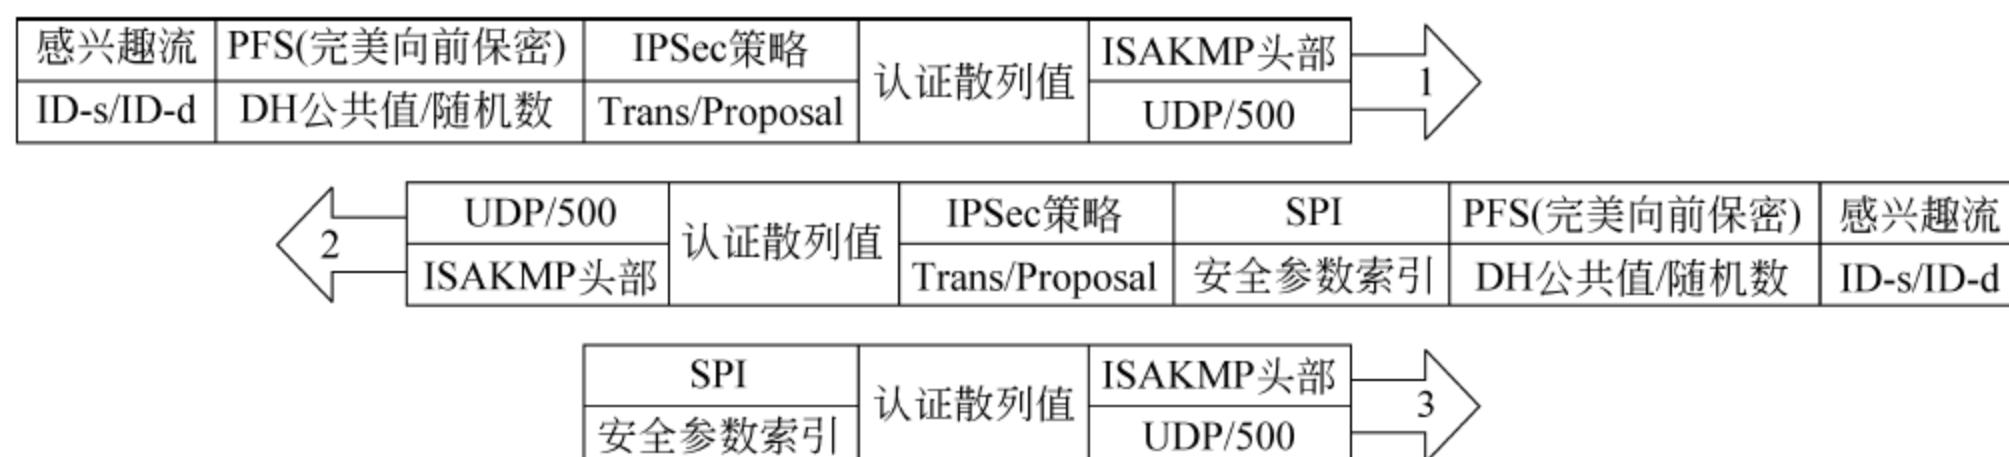 感兴趣流 PFS(完美向前保密) IPSec策略 认证散列值 ISAKMP头部
ID-s/ID-d DH公共值/随机数 Trans/Proposal UDP/500
1
UDP/500 认证散列值 IPSec策略 SPI PFS(完美向前保密) 感兴趣流
2
ISAKMP头部 Trans/Proposal 安全参数索引 DH公共值/随机数 ID-s/ID-d
SPI 认证散列值 ISAKMP头部
3
安全参数索引 UDP/500